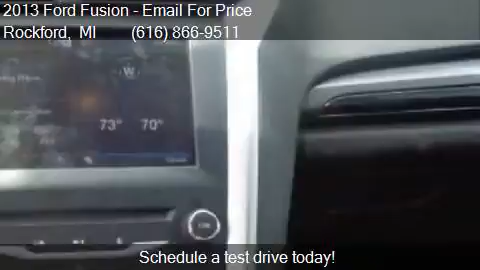 2013 Ford Fusion - Email For Price
Rockford, MI (616) 866-9511
W
73° 70°
Schedule a test drive today!